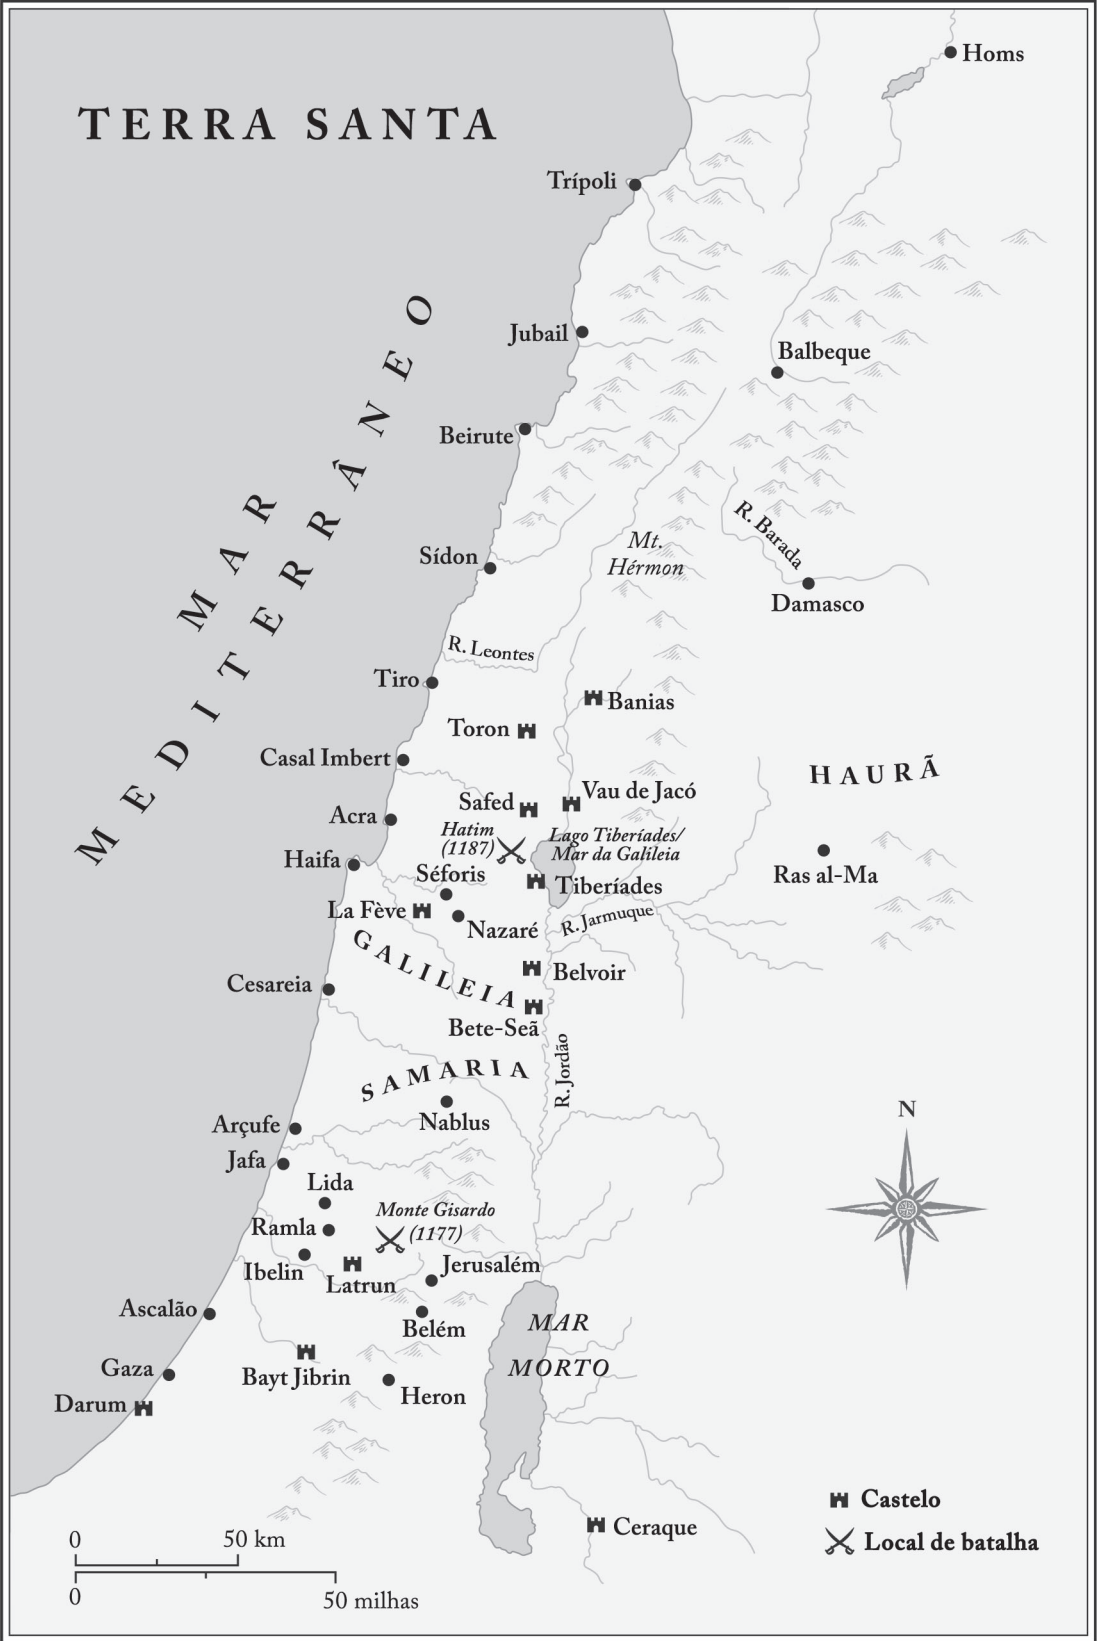 Homs
TERRA SANTA
Trípoli
MAR
MEDITERRÂNEO
Jubail
Balbeque
Beirute
R. Barada
Mt.
Hérmon
Sídon
Damasco
R. Leontes
Tiro
Banias
Toron
Casal Imbert
HAURÃ
Vau de Jacó
Safed
Acra
Hatim
(1187)
Lago Tiberíades/
Mar da Galileia
Haifa
Séforis
Ras al-Ma
Tiberíades
La Fève
R. Jarmuque
Nazaré
GALILEIA
Belvoir
Cesareia
Bete-Seã
R. Jordão
SAMARIA
Nablus
N
Arçufe
Jafa
Lida
Monte Gisardo
(1177)
Ramla
Ibelin
Latrun
Jerusalém
Ascalão
Belém
MAR
MORTO
Gaza
Bayt Jibrin
Heron
Darum
Castelo
Ceraque
Local de batalha
0 50 km
0 50 milhas